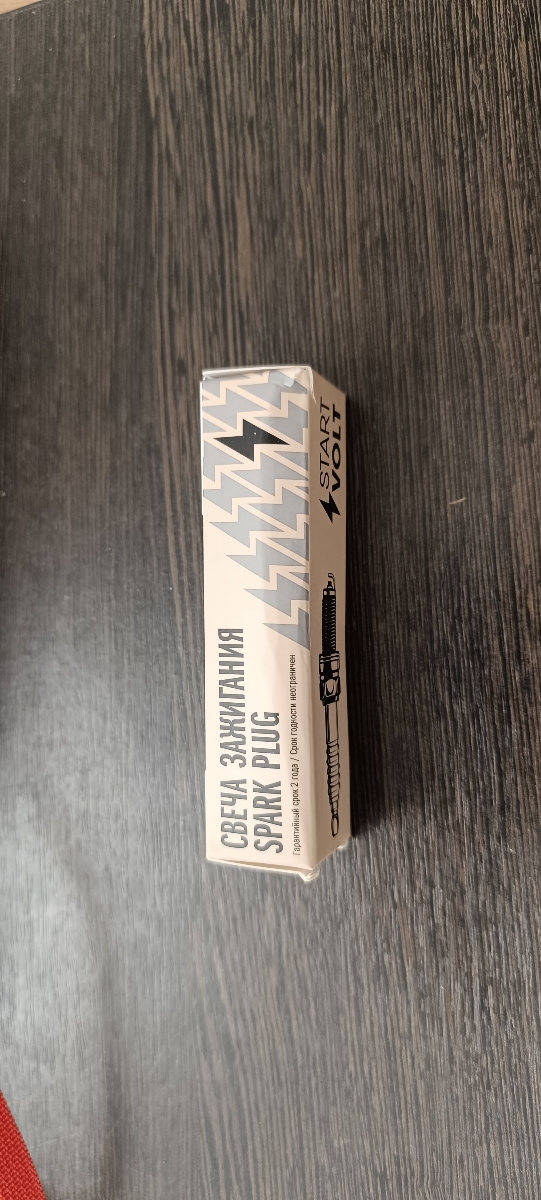 СВЕЧА ЗАЖИГАНИЯ
SPARK PLUG
Гарантийный срок 2 года / Срок годности неограничен
START
VOLT